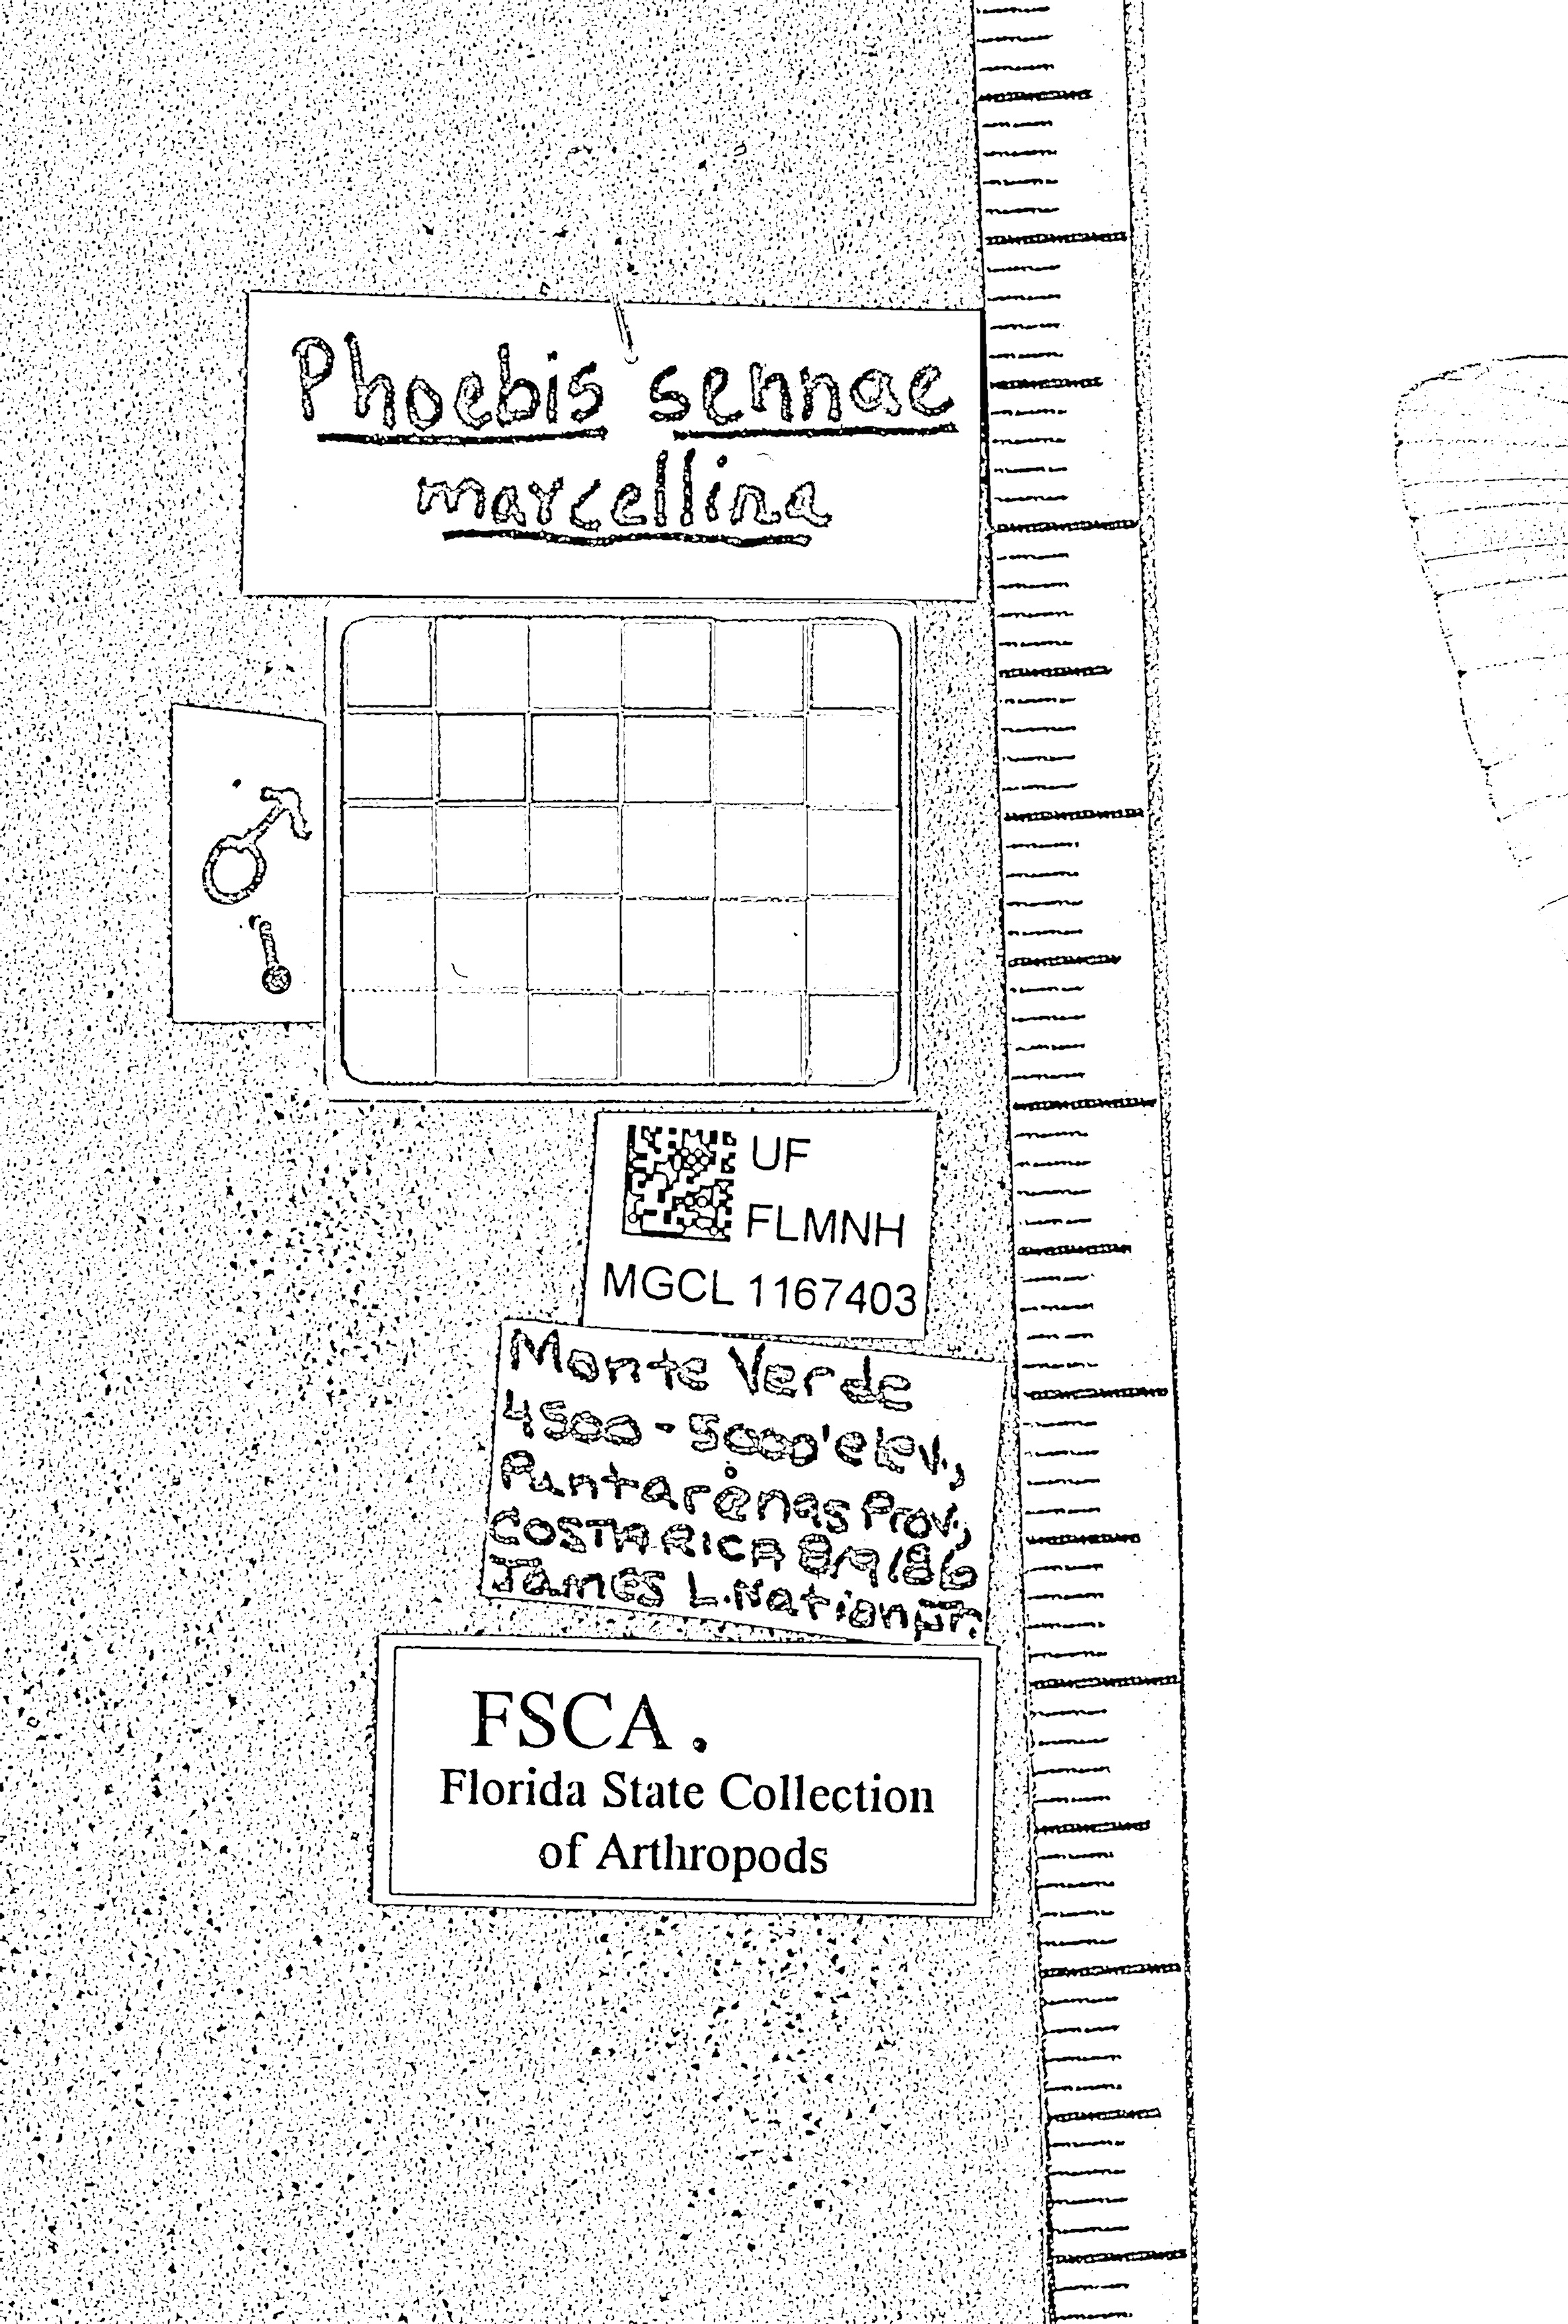 Phoebis sennae
marcellina
♂
UF
FLMNH
MGCL 1167403
Monte Verde
4500-5000' elev.,
Puntarenas Prov.,
COSTA RICA 8/9/86
James L. Nation Jr.
FSCA.
Florida State Collection
of Arthropods